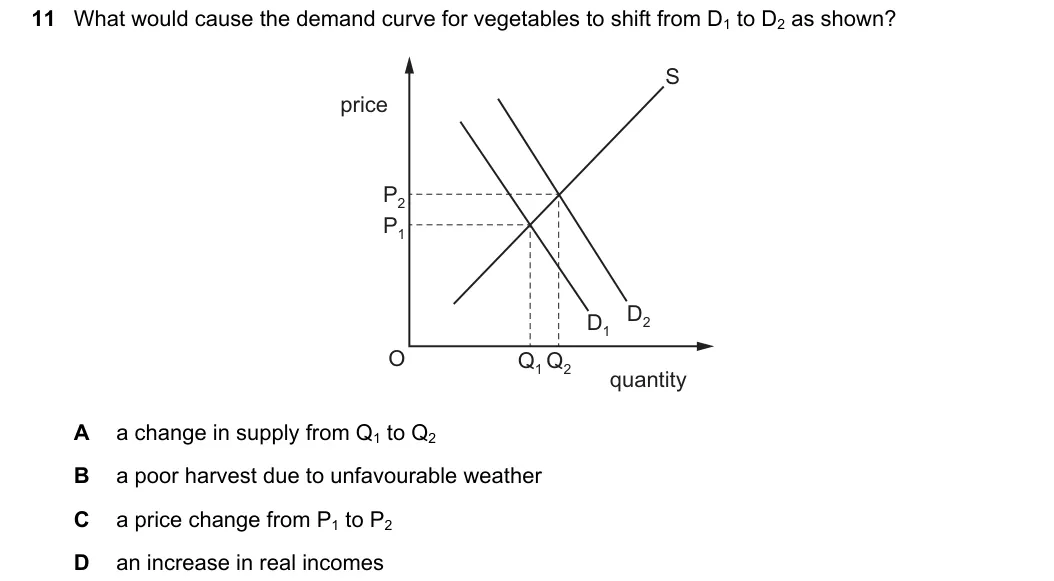 11 What would cause the demand curve for vegetables to shift from D₁ to D₂ as shown?
S
price
P₂
P₁
D₁ D₂
O
Q₁ Q₂
quantity
A a change in supply from Q₁ to Q₂
B a poor harvest due to unfavourable weather
C a price change from P₁ to P₂
D an increase in real incomes